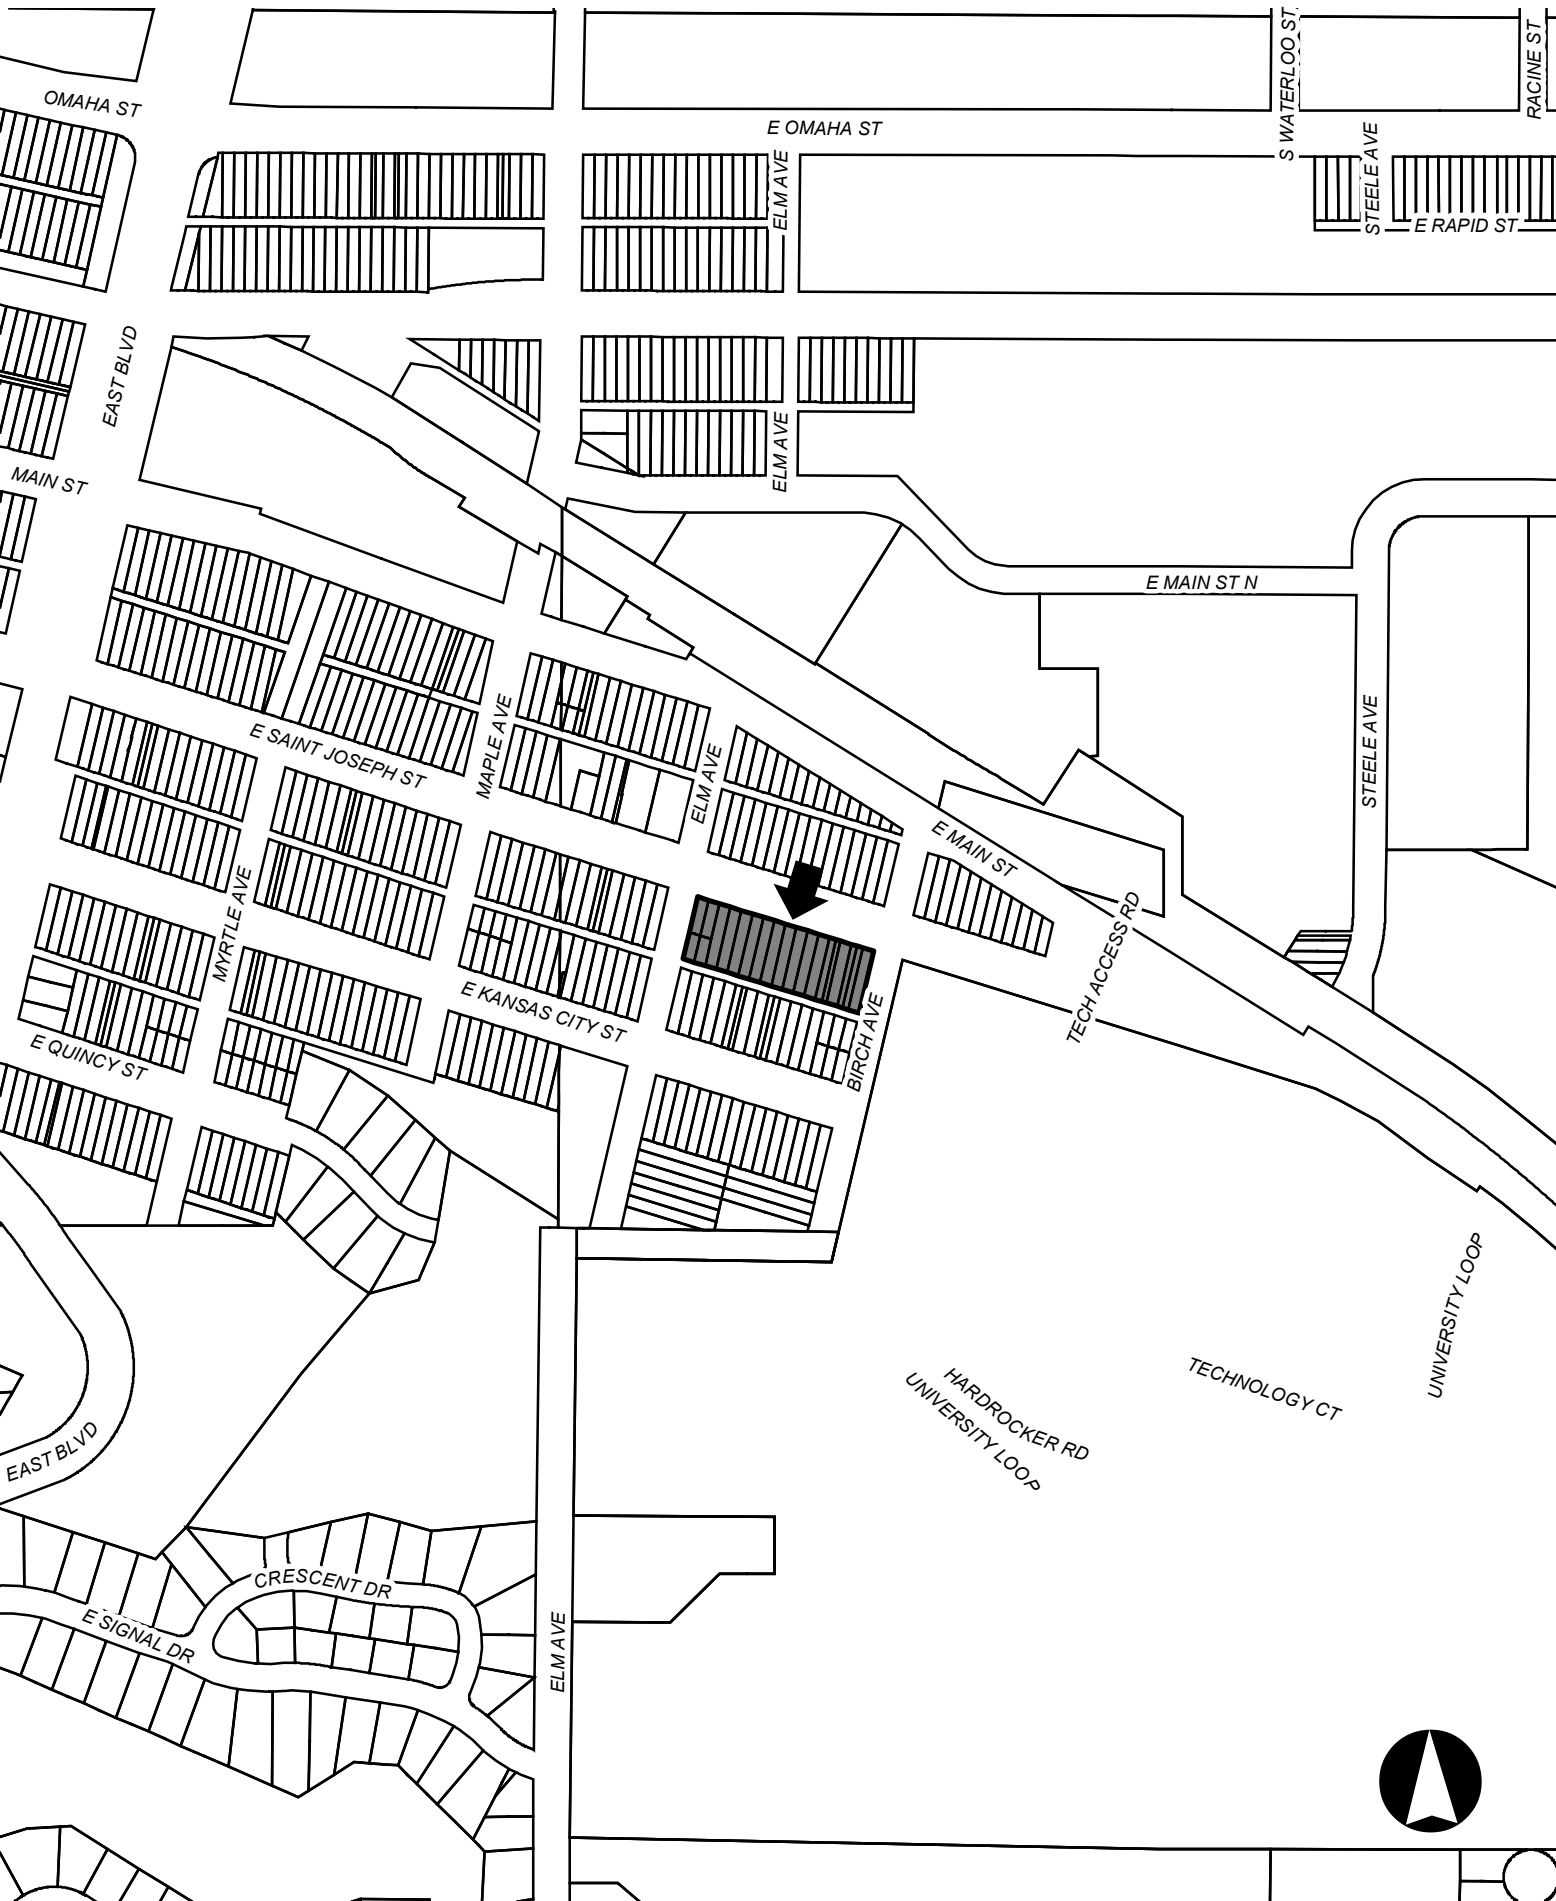 S WATERLOO ST
RACINE ST
OMAHA ST
E OMAHA ST
ELM AVE
STEELE AVE
E RAPID ST
EAST BLVD
MAIN ST
ELM AVE
E MAIN ST N
E SAINT JOSEPH ST
MAPLE AVE
ELM AVE
STEELE AVE
E MAIN ST
MYRTLE AVE
TECH ACCESS RD
E KANSAS CITY ST
BIRCH AVE
E QUINCY ST
UNIVERSITY LOOP
HARDROCKER RD
UNIVERSITY LOOP
TECHNOLOGY CT
EAST BLVD
CRESCENT DR
E SIGNAL DR
ELM AVE